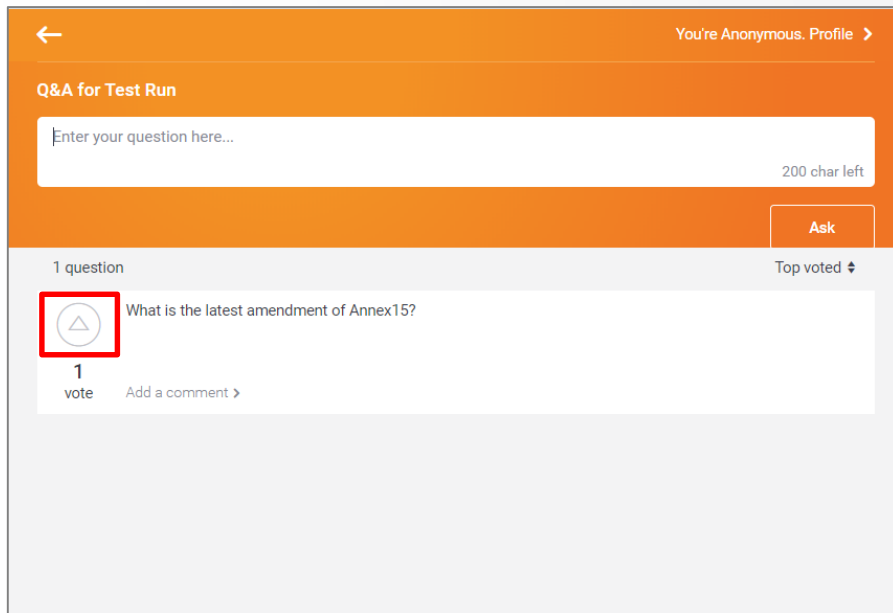 You're Anonymous. Profile
Q&A for Test Run
Enter your question here...
200 char left
Ask
1 question
Top voted
What is the latest amendment of Annex15?
1
vote
Add a comment